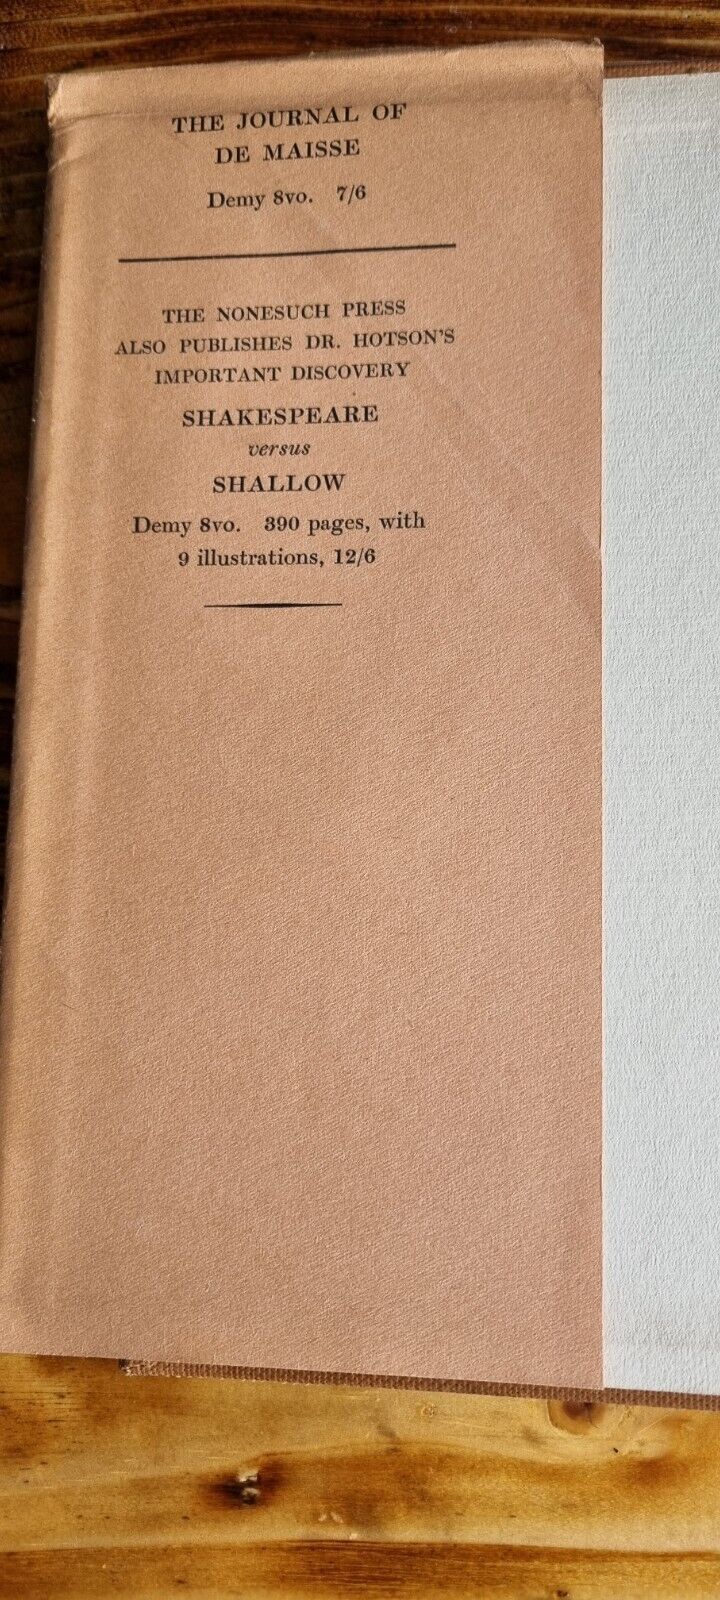 THE JOURNAL OF
DE MAISSE
Demy 8vo. 7/6
THE NONESUCH PRESS
ALSO PUBLISHES DR. HOTSON'S
IMPORTANT DISCOVERY
SHAKESPEARE
versus
SHALLOW
Demy 8vo. 390 pages, with
9 illustrations, 12/6